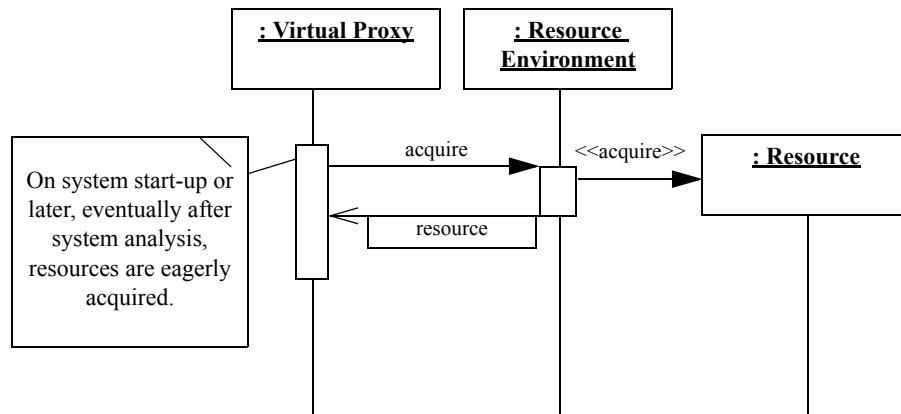 : Virtual Proxy
: Resource
Environment
acquire
<<acquire>>
: Resource
On system start-up or
later, eventually after
system analysis,
resources are eagerly
acquired.
resource